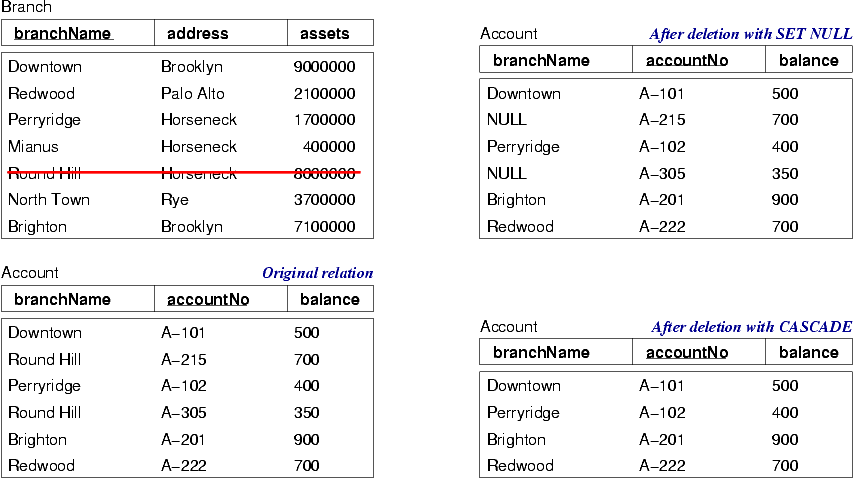 Branch
branchName address assets
Downtown Brooklyn 9000000
Redwood Palo Alto 2100000
Perryridge Horseneck 1700000
Mianus Horseneck 400000
Round Hill Horseneck 8000000
North Town Rye 3700000
Brighton Brooklyn 7100000
Account Original relation
branchName accountNo balance
Downtown A−101 500
Round Hill A−215 700
Perryridge A−102 400
Round Hill A−305 350
Brighton A−201 900
Redwood A−222 700
Account After deletion with SET NULL
branchName accountNo balance
Downtown A−101 500
NULL A−215 700
Perryridge A−102 400
NULL A−305 350
Brighton A−201 900
Redwood A−222 700
Account After deletion with CASCADE
branchName accountNo balance
Downtown A−101 500
Perryridge A−102 400
Brighton A−201 900
Redwood A−222 700